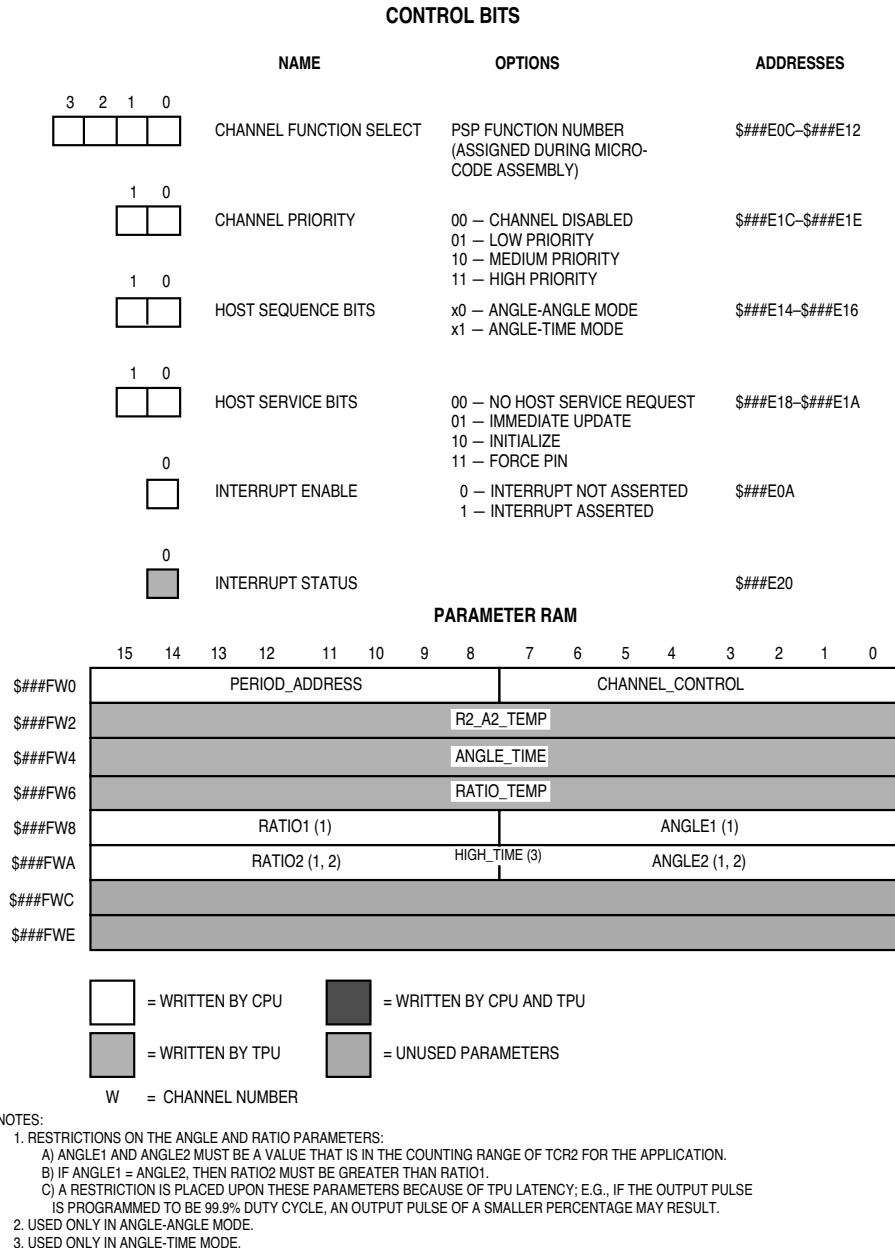 CONTROL BITS
NAME OPTIONS ADDRESSES
3 2 1 0
CHANNEL FUNCTION SELECT PSP FUNCTION NUMBER $###E0C–$###E12
(ASSIGNED DURING MICRO-
CODE ASSEMBLY)
1 0
CHANNEL PRIORITY 00 — CHANNEL DISABLED $###E1C–$###E1E
01 — LOW PRIORITY
10 — MEDIUM PRIORITY
11 — HIGH PRIORITY
1 0
HOST SEQUENCE BITS x0 — ANGLE-ANGLE MODE $###E14–$###E16
x1 — ANGLE-TIME MODE
1 0
HOST SERVICE BITS 00 — NO HOST SERVICE REQUEST $###E18–$###E1A
01 — IMMEDIATE UPDATE
10 — INITIALIZE
11 — FORCE PIN
0
INTERRUPT ENABLE 0 — INTERRUPT NOT ASSERTED $###E0A
1 — INTERRUPT ASSERTED
0
INTERRUPT STATUS $###E20
PARAMETER RAM
15 14 13 12 11 10 9 8 7 6 5 4 3 2 1 0
$###FW0 PERIOD_ADDRESS CHANNEL_CONTROL
$###FW2 R2_A2_TEMP
$###FW4 ANGLE_TIME
$###FW6 RATIO_TEMP
$###FW8 RATIO1 (1) ANGLE1 (1)
$###FWA RATIO2 (1, 2) HIGH_TIME (3) ANGLE2 (1, 2)
$###FWC
$###FWE
= WRITTEN BY CPU = WRITTEN BY CPU AND TPU
= WRITTEN BY TPU = UNUSED PARAMETERS
W = CHANNEL NUMBER
NOTES:
1. RESTRICTIONS ON THE ANGLE AND RATIO PARAMETERS:
A) ANGLE1 AND ANGLE2 MUST BE A VALUE THAT IS IN THE COUNTING RANGE OF TCR2 FOR THE APPLICATION.
B) IF ANGLE1 = ANGLE2, THEN RATIO2 MUST BE GREATER THAN RATIO1.
C) A RESTRICTION IS PLACED UPON THESE PARAMETERS BECAUSE OF TPU LATENCY; E.G., IF THE OUTPUT PULSE
IS PROGRAMMED TO BE 99.9% DUTY CYCLE, AN OUTPUT PULSE OF A SMALLER PERCENTAGE MAY RESULT.
2. USED ONLY IN ANGLE-ANGLE MODE.
3. USED ONLY IN ANGLE-TIME MODE.